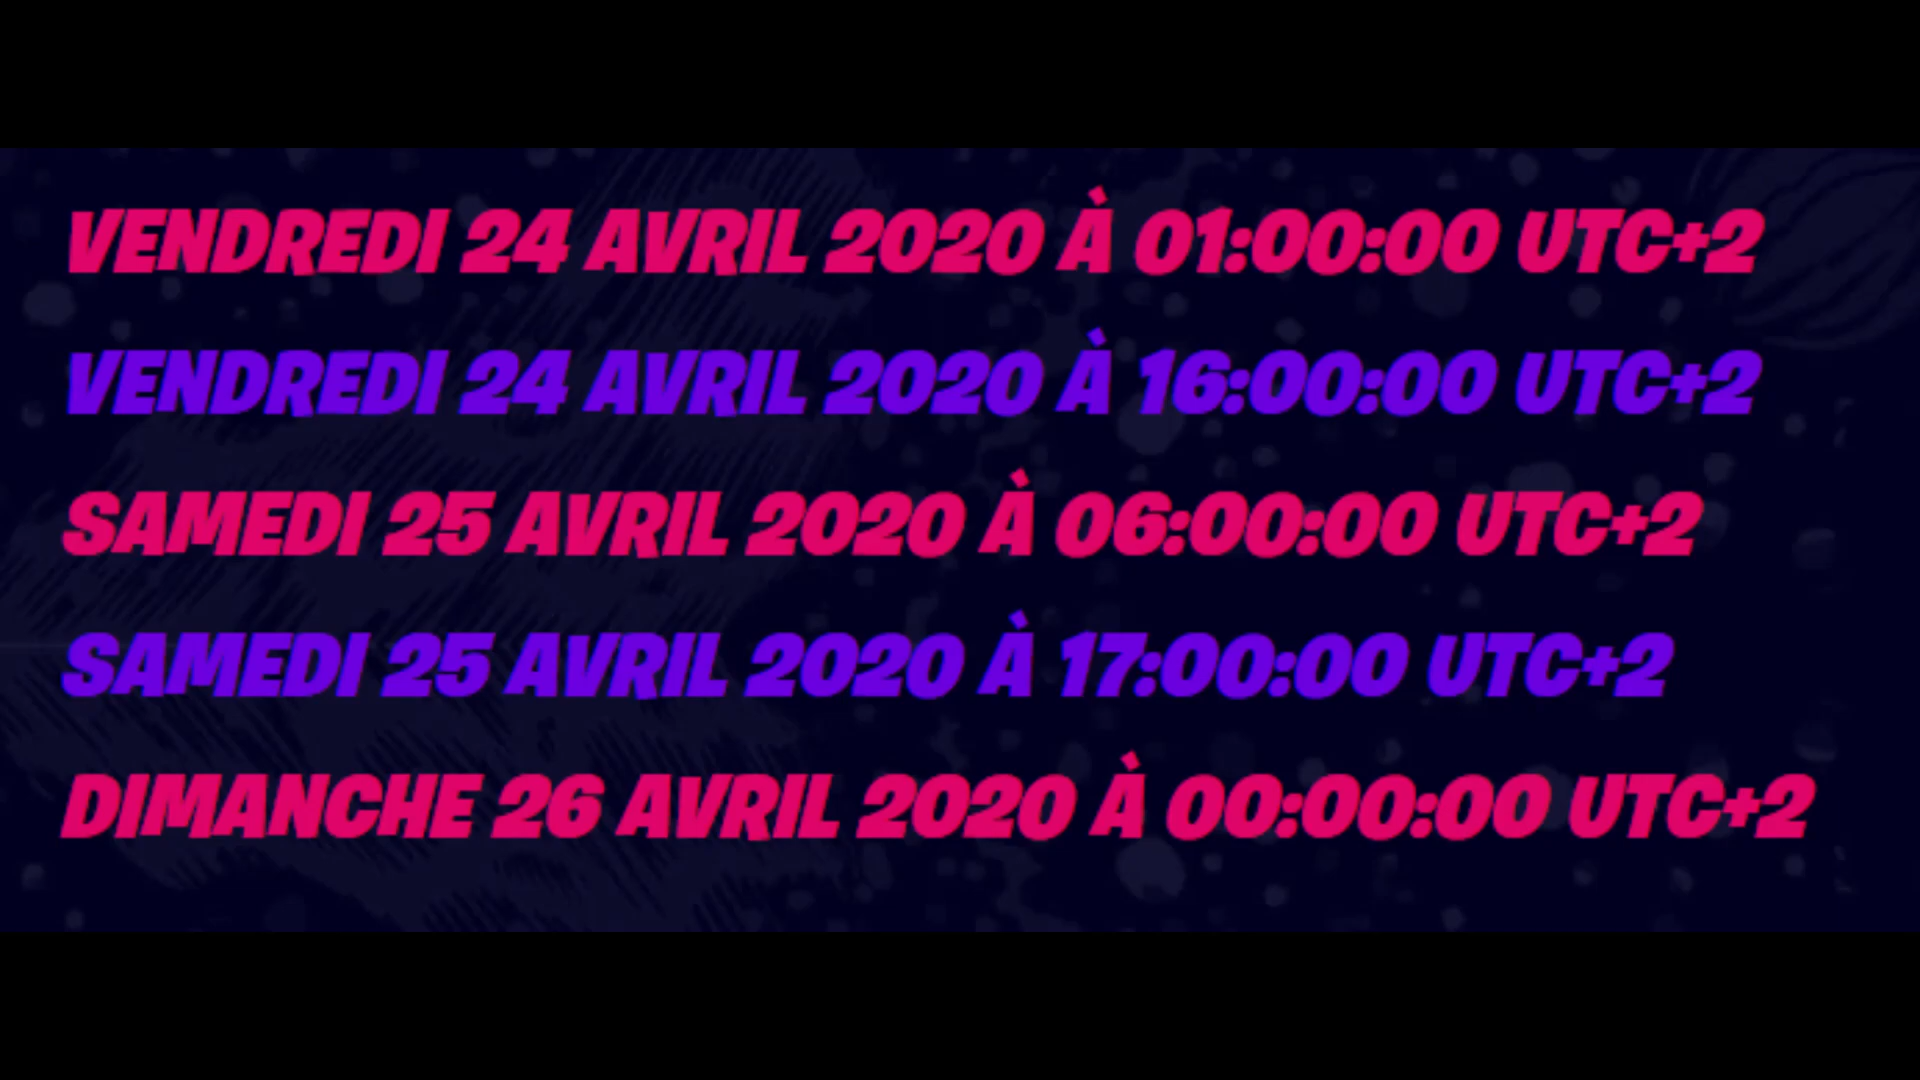 VENDREDI 24 AVRIL 2020 À 01:00:00 UTC+2
VENDREDI 24 AVRIL 2020 À 16:00:00 UTC+2
SAMEDI 25 AVRIL 2020 À 06:00:00 UTC+2
SAMEDI 25 AVRIL 2020 À 17:00:00 UTC+2
DIMANCHE 26 AVRIL 2020 À 00:00:00 UTC+2